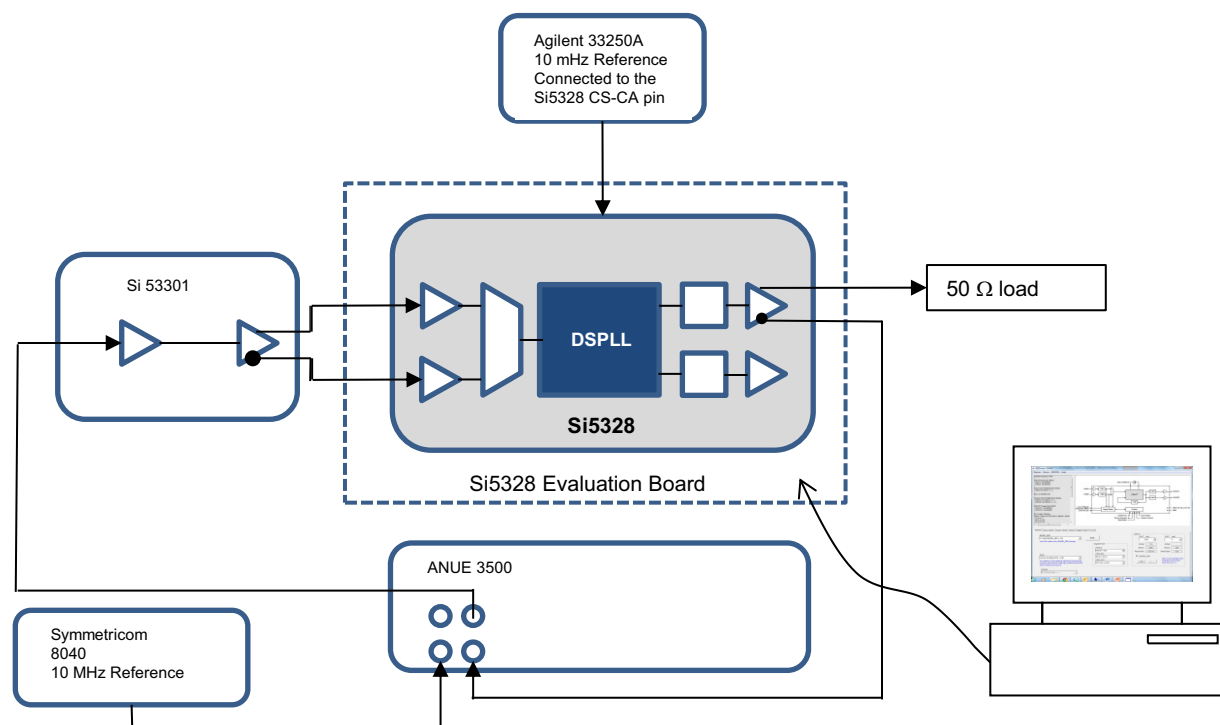 Agilent 33250A
10 mHz Reference
Connected to the
Si5328 CS-CA pin
Si 53301
DSPLL
Si5328
50 Ω load
Si5328 Evaluation Board
ANUE 3500
Symmetricom
8040
10 MHz Reference